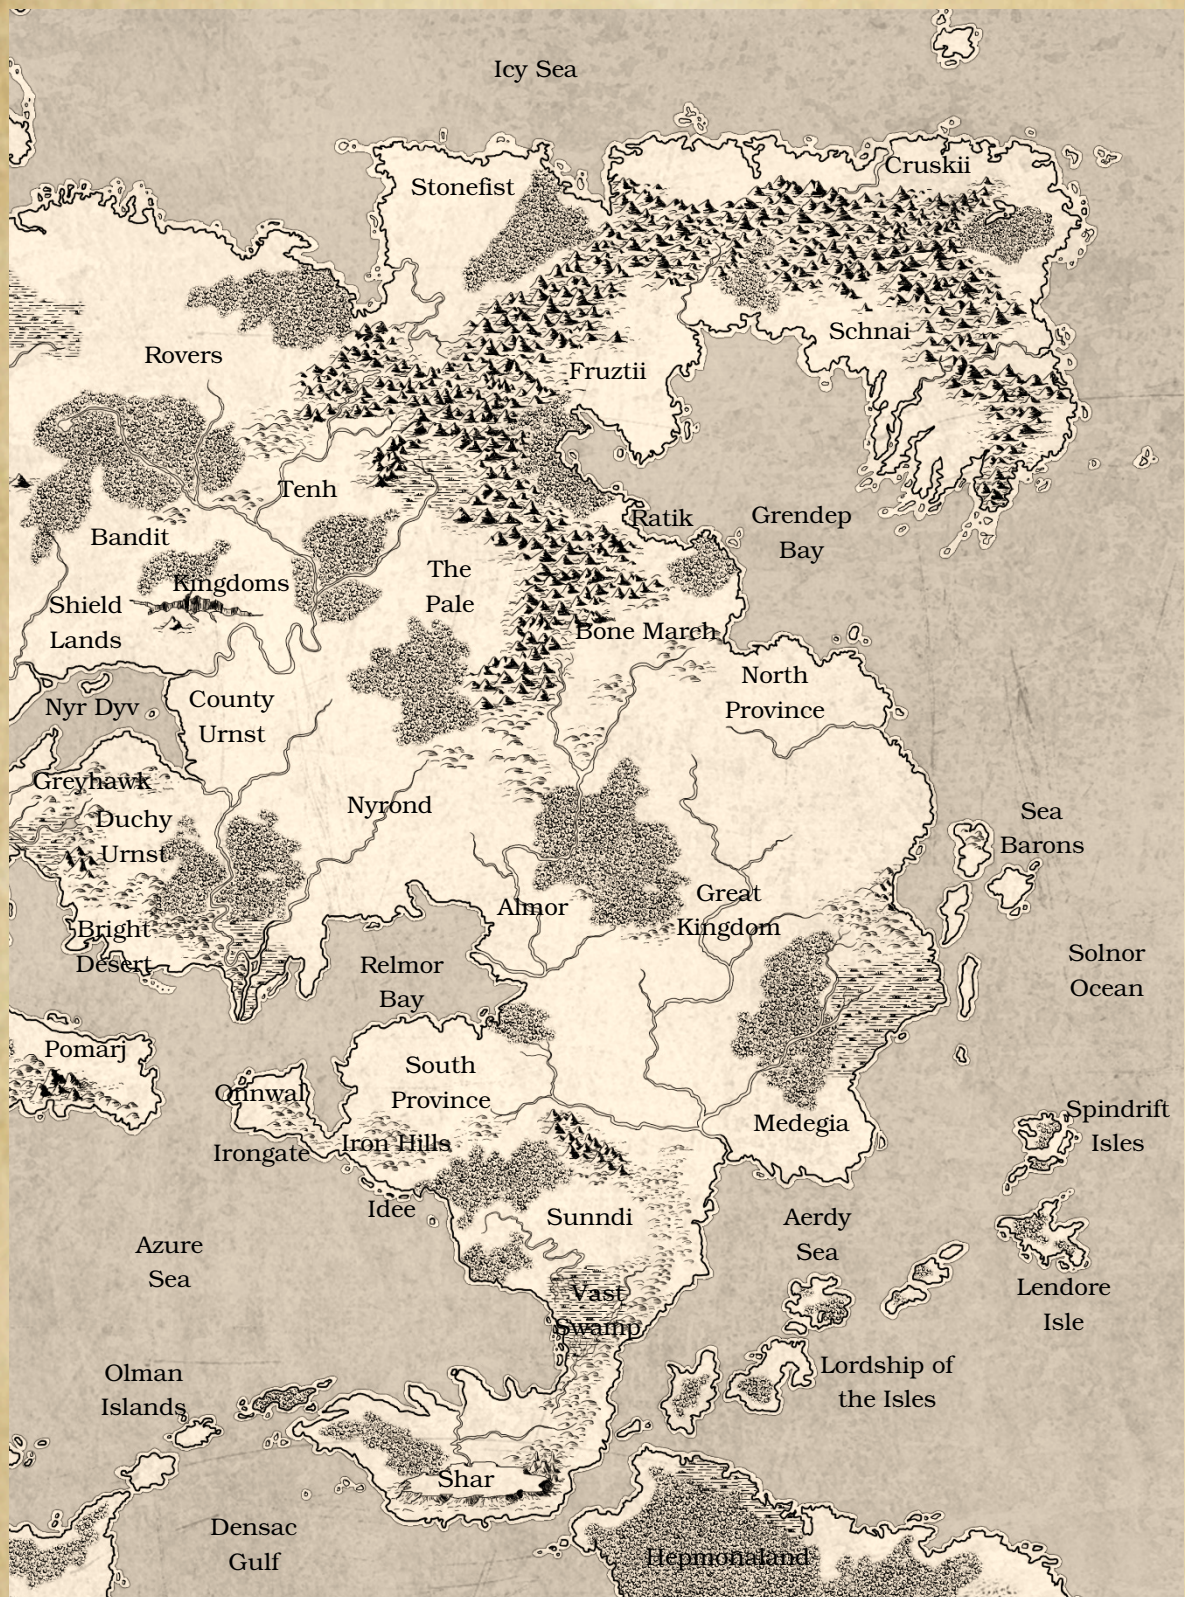 Icy Sea
Cruskii
Stonefist
Schnai
Rovers
Fruztii
Tenh
Ratik
Grendep
Bay
Bandit
Kingdoms
The
Pale
Shield
Lands
Bone March
North
Province
County
Urnst
Nyr Dyv
Greyhawk
Duchy
Urnst
Nyrond
Sea
Barons
Great
Kingdom
Almor
Bright
Desert
Relmor
Bay
Solnor
Ocean
Pomarj
South
Province
Onnwal
Medegia
Spindrift
Isles
Irongate
Iron Hills
Idee
Sunndi
Aerdy
Sea
Azure
Sea
Vast
Swamp
Lendore
Isle
Olman
Islands
Lordship of
the Isles
Shar
Densac
Gulf
Hepmonaland